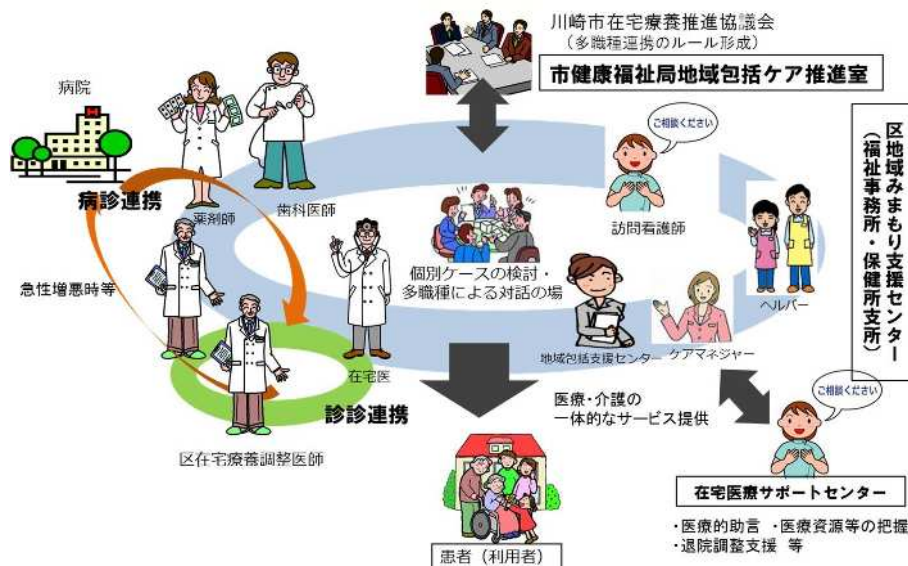 川崎市在宅療養推進協議会
（多職種連携のルール形成）
市健康福祉局地域包括ケア推進室
病院
ご相談ください
区地域みまもり支援センター
（福祉事務所・保健所支所）
病診連携
薬剤師
歯科医師
訪問看護師
個別ケースの検討・
多職種による対話の場
ヘルパー
急性増悪時等
在宅医
地域包括支援センター
ケアマネジャー
診診連携
医療・介護の
一体的なサービス提供
ご相談ください
区在宅療養調整医師
在宅医療サポートセンター
・医療的助言 ・医療資源等の把握
・退院調整支援 等
患者（利用者）